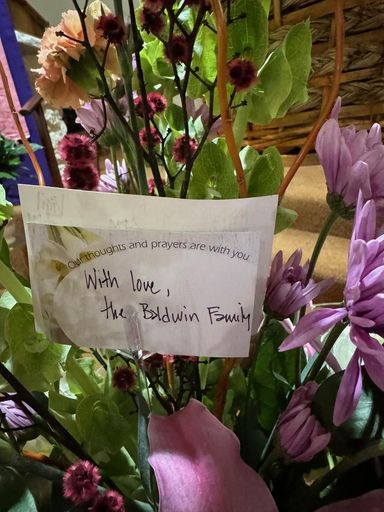 Our thoughts and prayers are with you.
With love,
the Baldwin Family